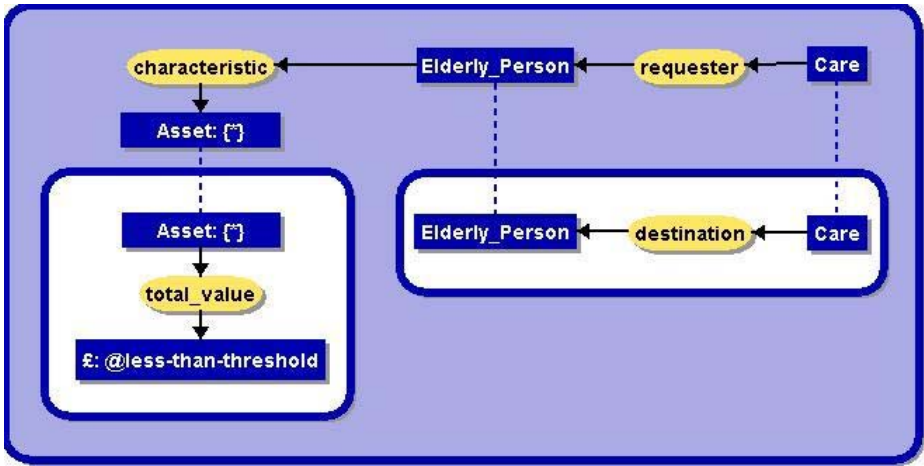 characteristic
Elderly_Person
requester
Care
Asset: {*}
Asset: {*}
total_value
£: @less-than-threshold
Elderly_Person
destination
Care